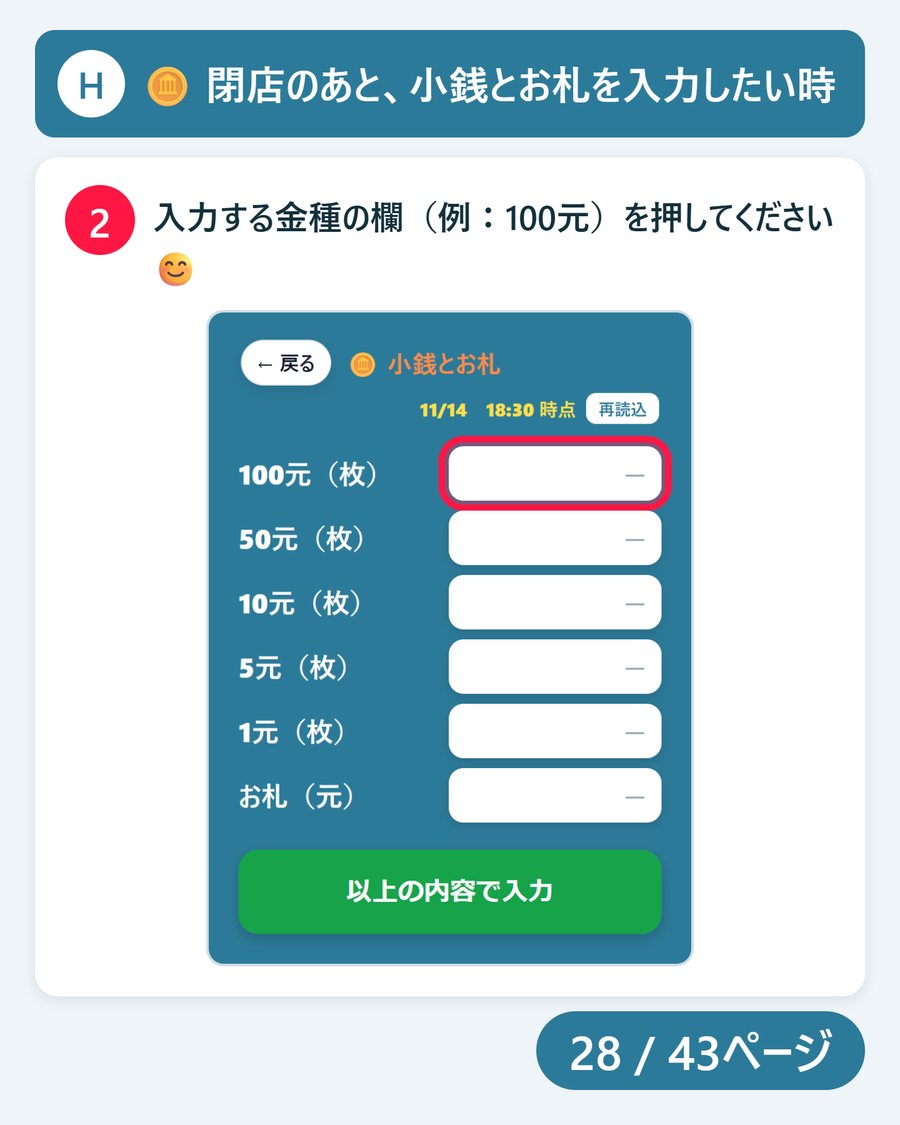 H 閉店のあと、小銭とお札を入力したい時
2 入力する金種の欄（例：100元）を押してください
← 戻る 小銭とお札
11/14 18:30 時点 再読込
100元（枚） —
50元（枚） —
10元（枚） —
5元（枚） —
1元（枚） —
お札（元） —
以上の内容で入力
28 / 43ページ